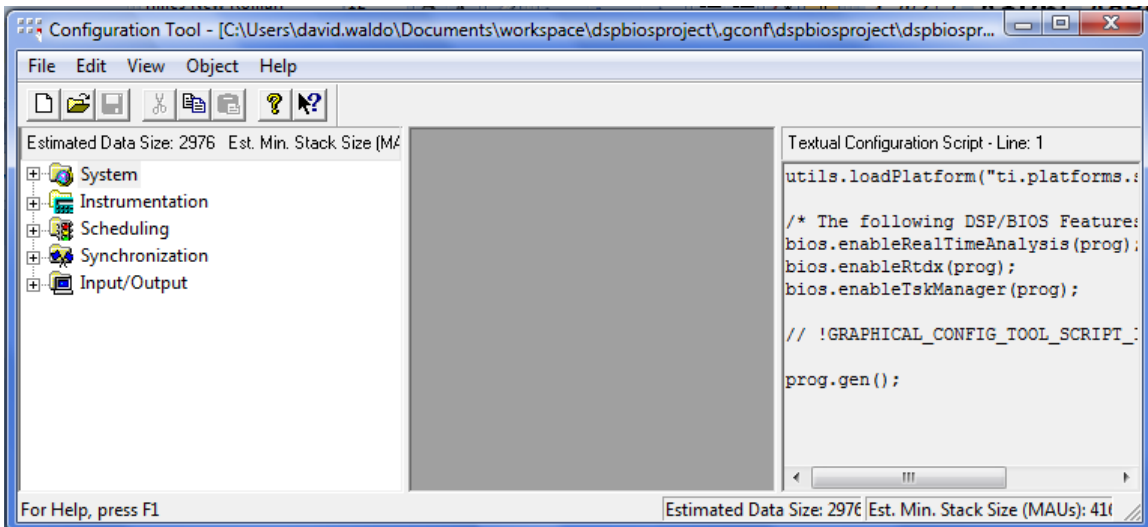 Configuration Tool - [C:\Users\david.waldo\Documents\workspace\dspbiosproject\.gconf\dspbiosproject\dspbiospr...
File Edit View Object Help
Estimated Data Size: 2976 Est. Min. Stack Size (MA
System
Instrumentation
Scheduling
Synchronization
Input/Output
Textual Configuration Script - Line: 1
utils.loadPlatform("ti.platforms.s
/* The following DSP/BIOS Features
bios.enableRealTimeAnalysis(prog);
bios.enableRtdx(prog);
bios.enableTskManager(prog);
// !GRAPHICAL_CONFIG_TOOL_SCRIPT_I
prog.gen();
For Help, press F1
Estimated Data Size: 2976 Est. Min. Stack Size (MAUs): 416